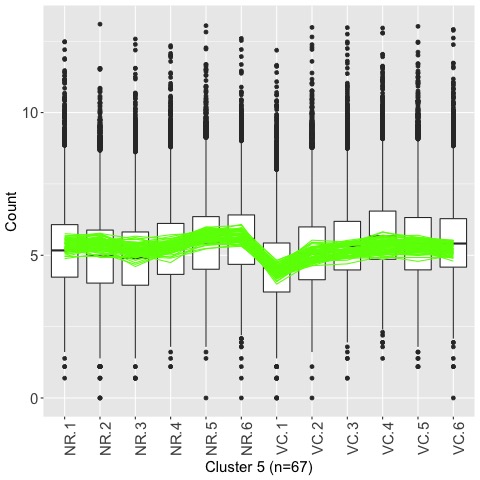 10
5
0
Count
NR.1
NR.2
NR.3
NR.4
NR.5
NR.6
VC.1
VC.2
VC.3
VC.4
VC.5
VC.6
Cluster 5 (n=67)